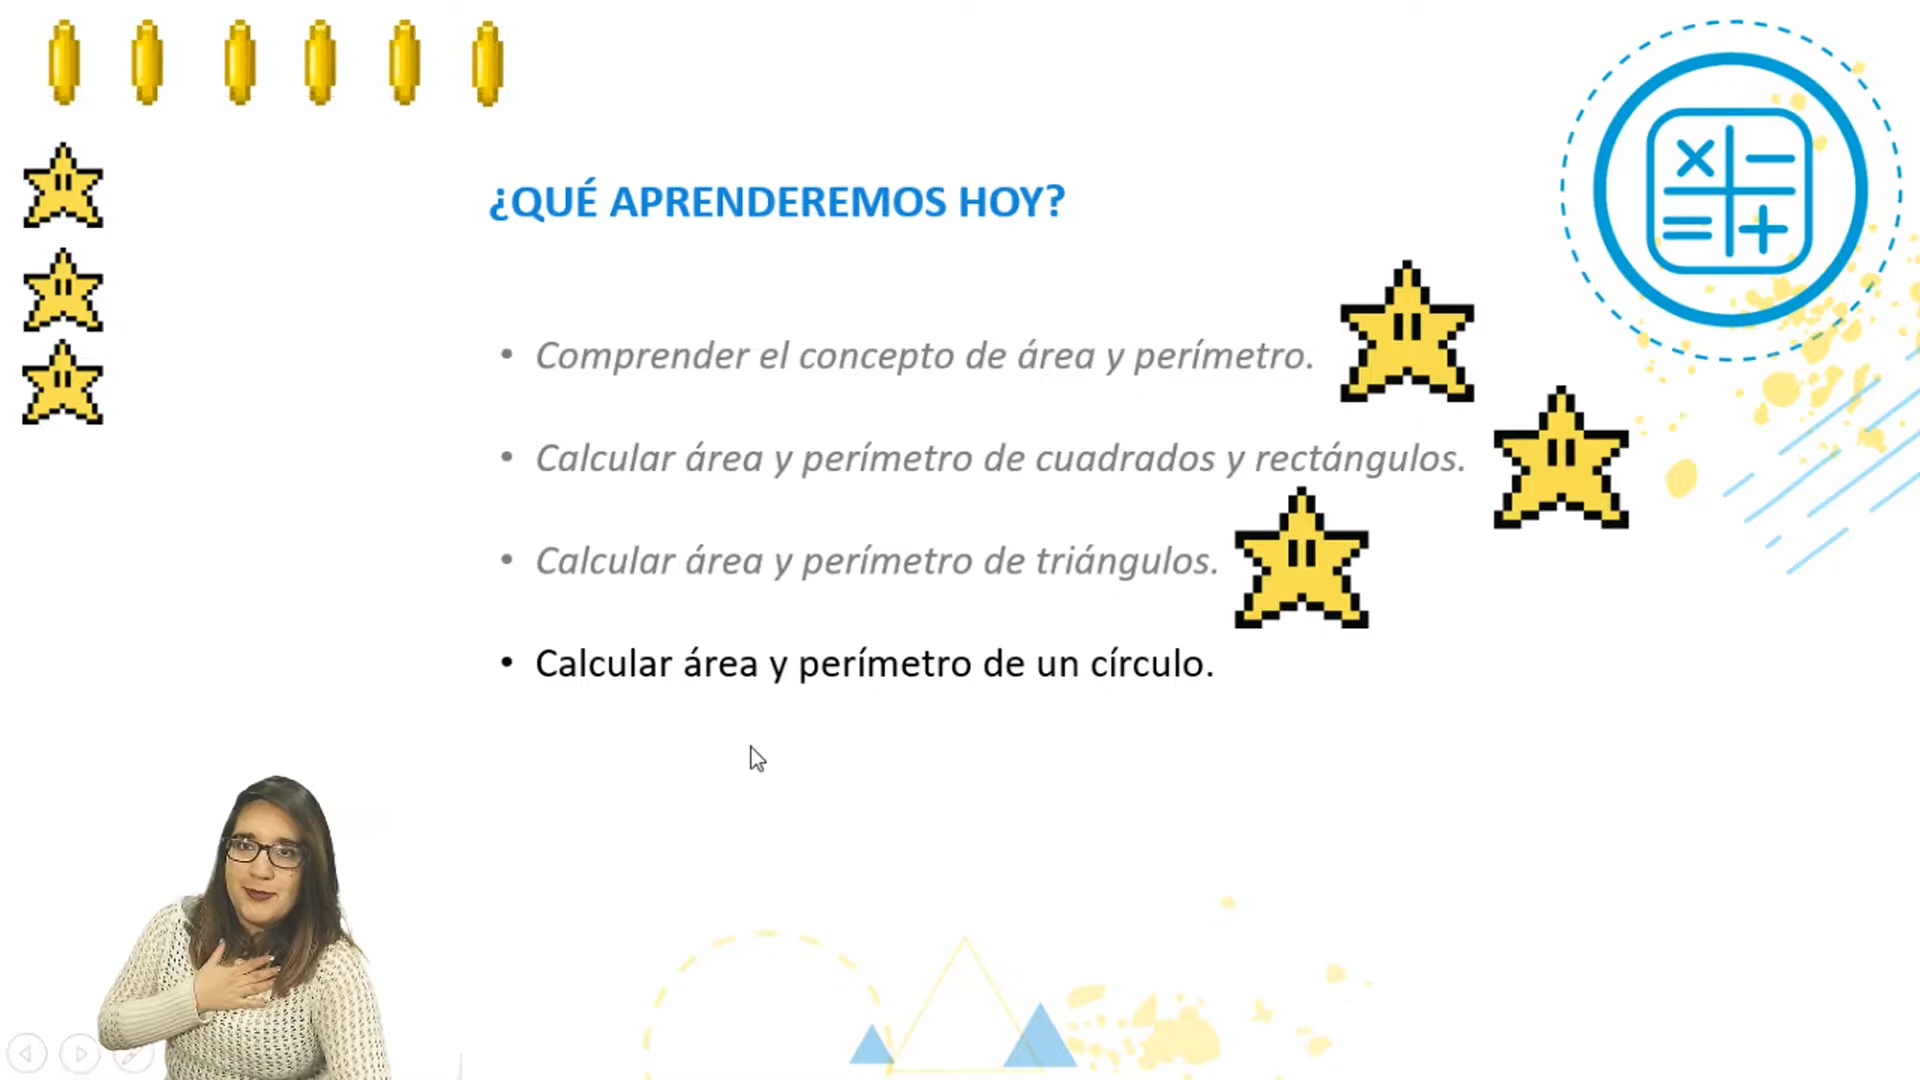 ¿QUÉ APRENDEREMOS HOY?
• Comprender el concepto de área y perímetro.
• Calcular área y perímetro de cuadrados y rectángulos.
• Calcular área y perímetro de triángulos.
• Calcular área y perímetro de un círculo.